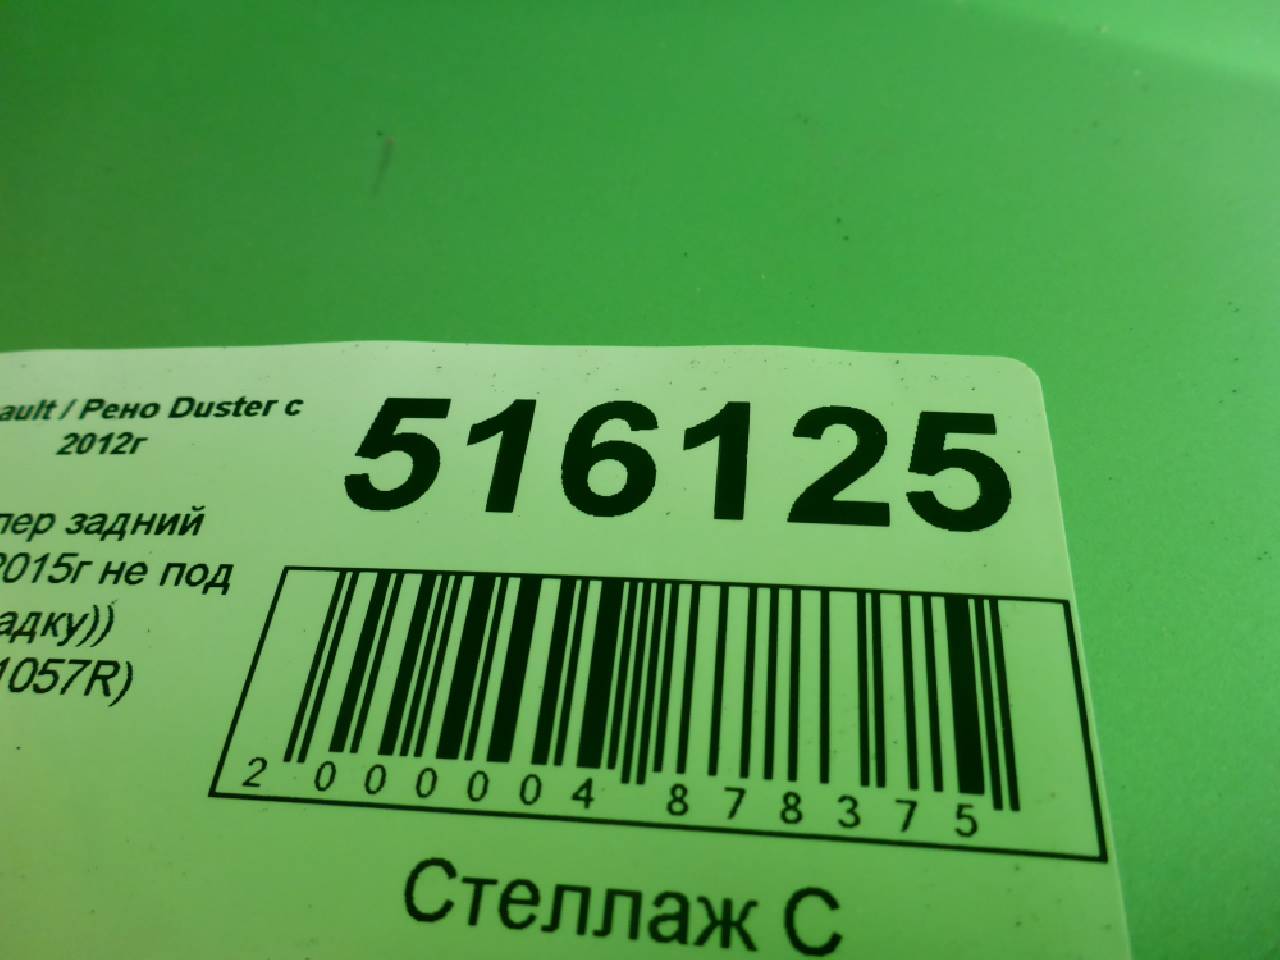 ault / Рено Duster с
2012г
516125
пер задний
2015г не под
адку))
1057R)
2 000004 878375
Стеллаж С